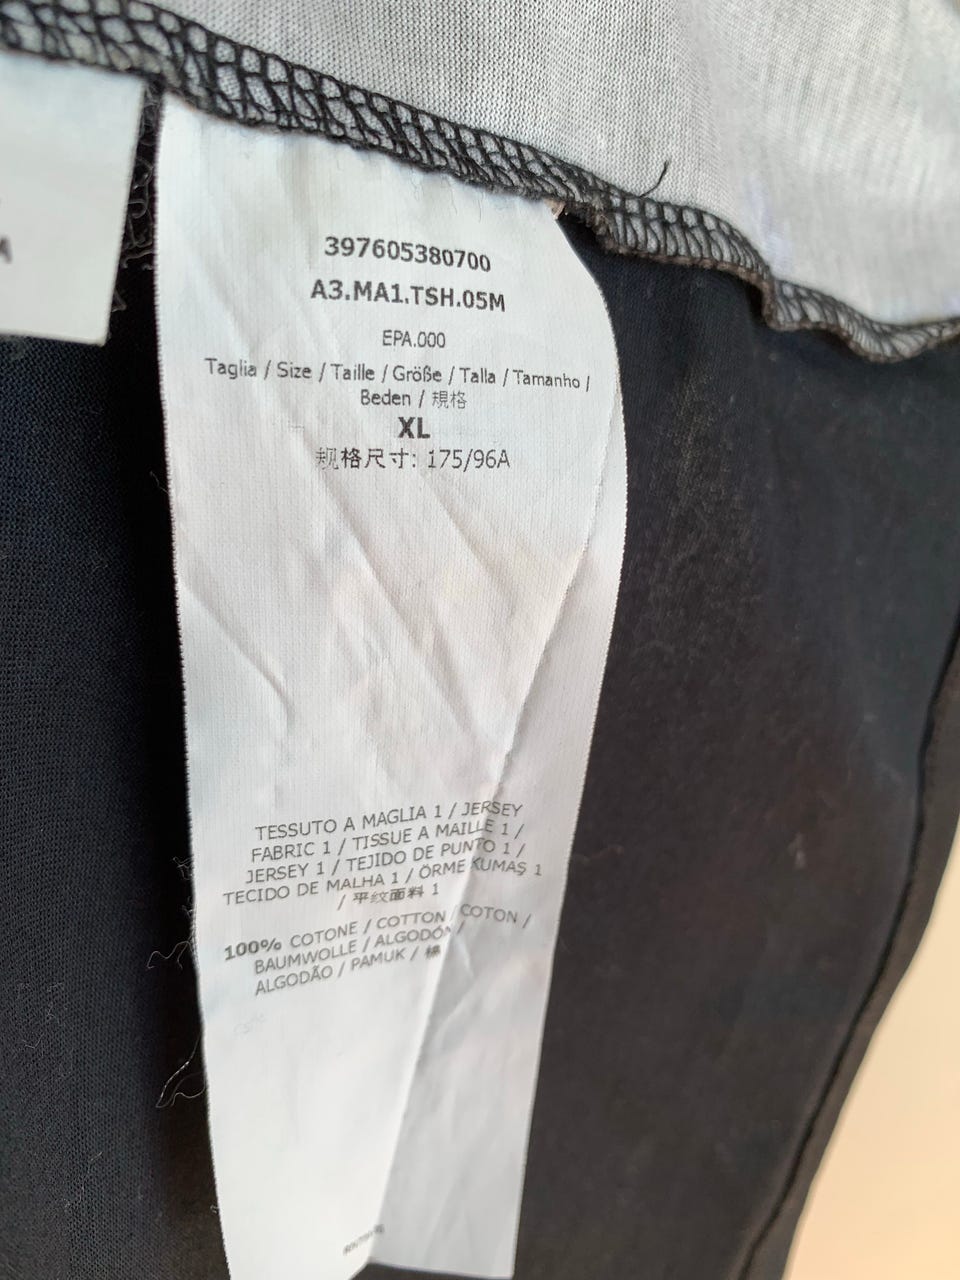 397605380700
A3.MA1.TSH.05M
EPA.000
Taglia / Size / Taille / Größe / Talla / Tamanho /
Beden / 規格
XL
规格尺寸: 175/96A
TESSUTO A MAGLIA 1 / JERSEY
FABRIC 1 / TISSUE A MAILLE 1 /
JERSEY 1 / TEJIDO DE PUNTO 1 /
TECIDO DE MALHA 1 / ÖRME KUMAŞ 1
/ 平纹面料 1
100% COTONE / COTTON / COTON /
BAUMWOLLE / ALGODÓN /
ALGODÃO / PAMUK / 棉